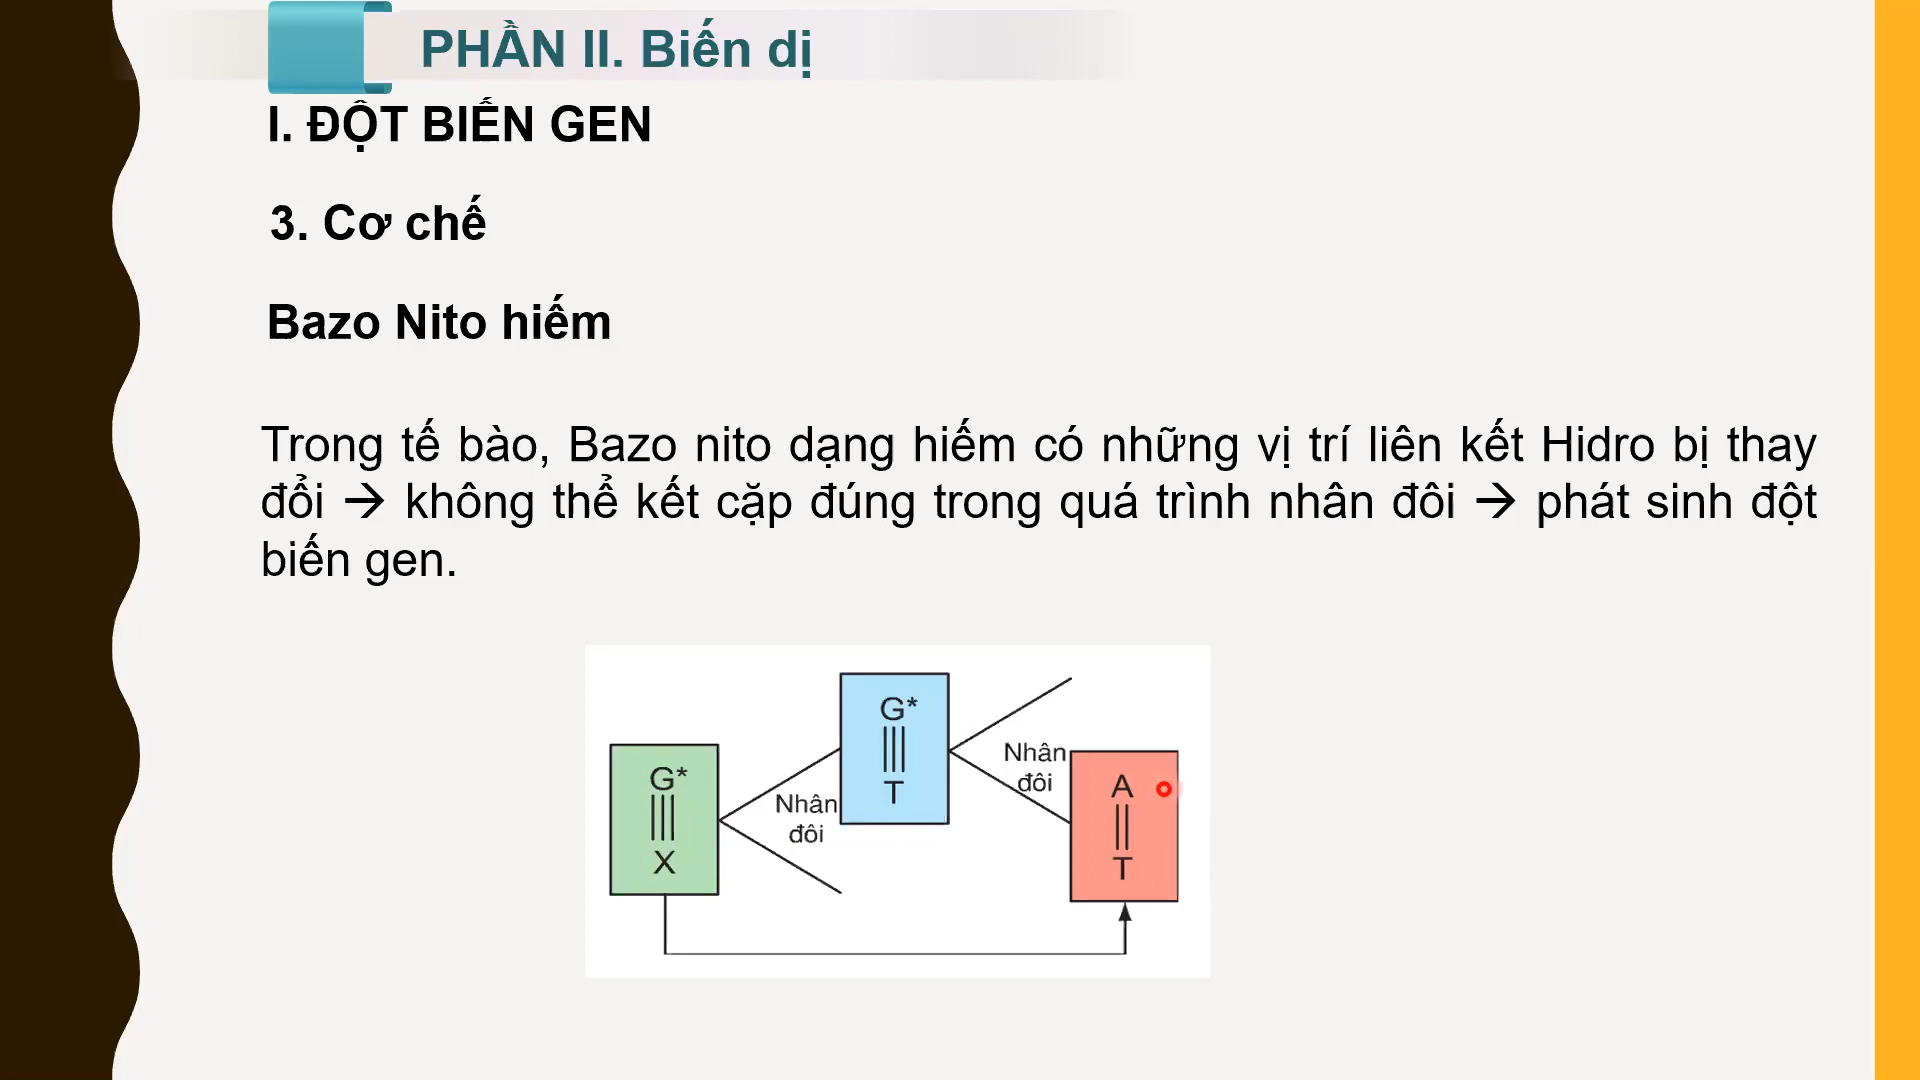 PHẦN II. Biến dị
I. ĐỘT BIẾN GEN
3. Cơ chế
Bazo Nito hiếm
Trong tế bào, Bazo nito dạng hiếm có những vị trí liên kết Hidro bị thay
đổi → không thể kết cặp đúng trong quá trình nhân đôi → phát sinh đột
biến gen.
G*
X
Nhân
đôi
G*
T
Nhân
đôi
A
T